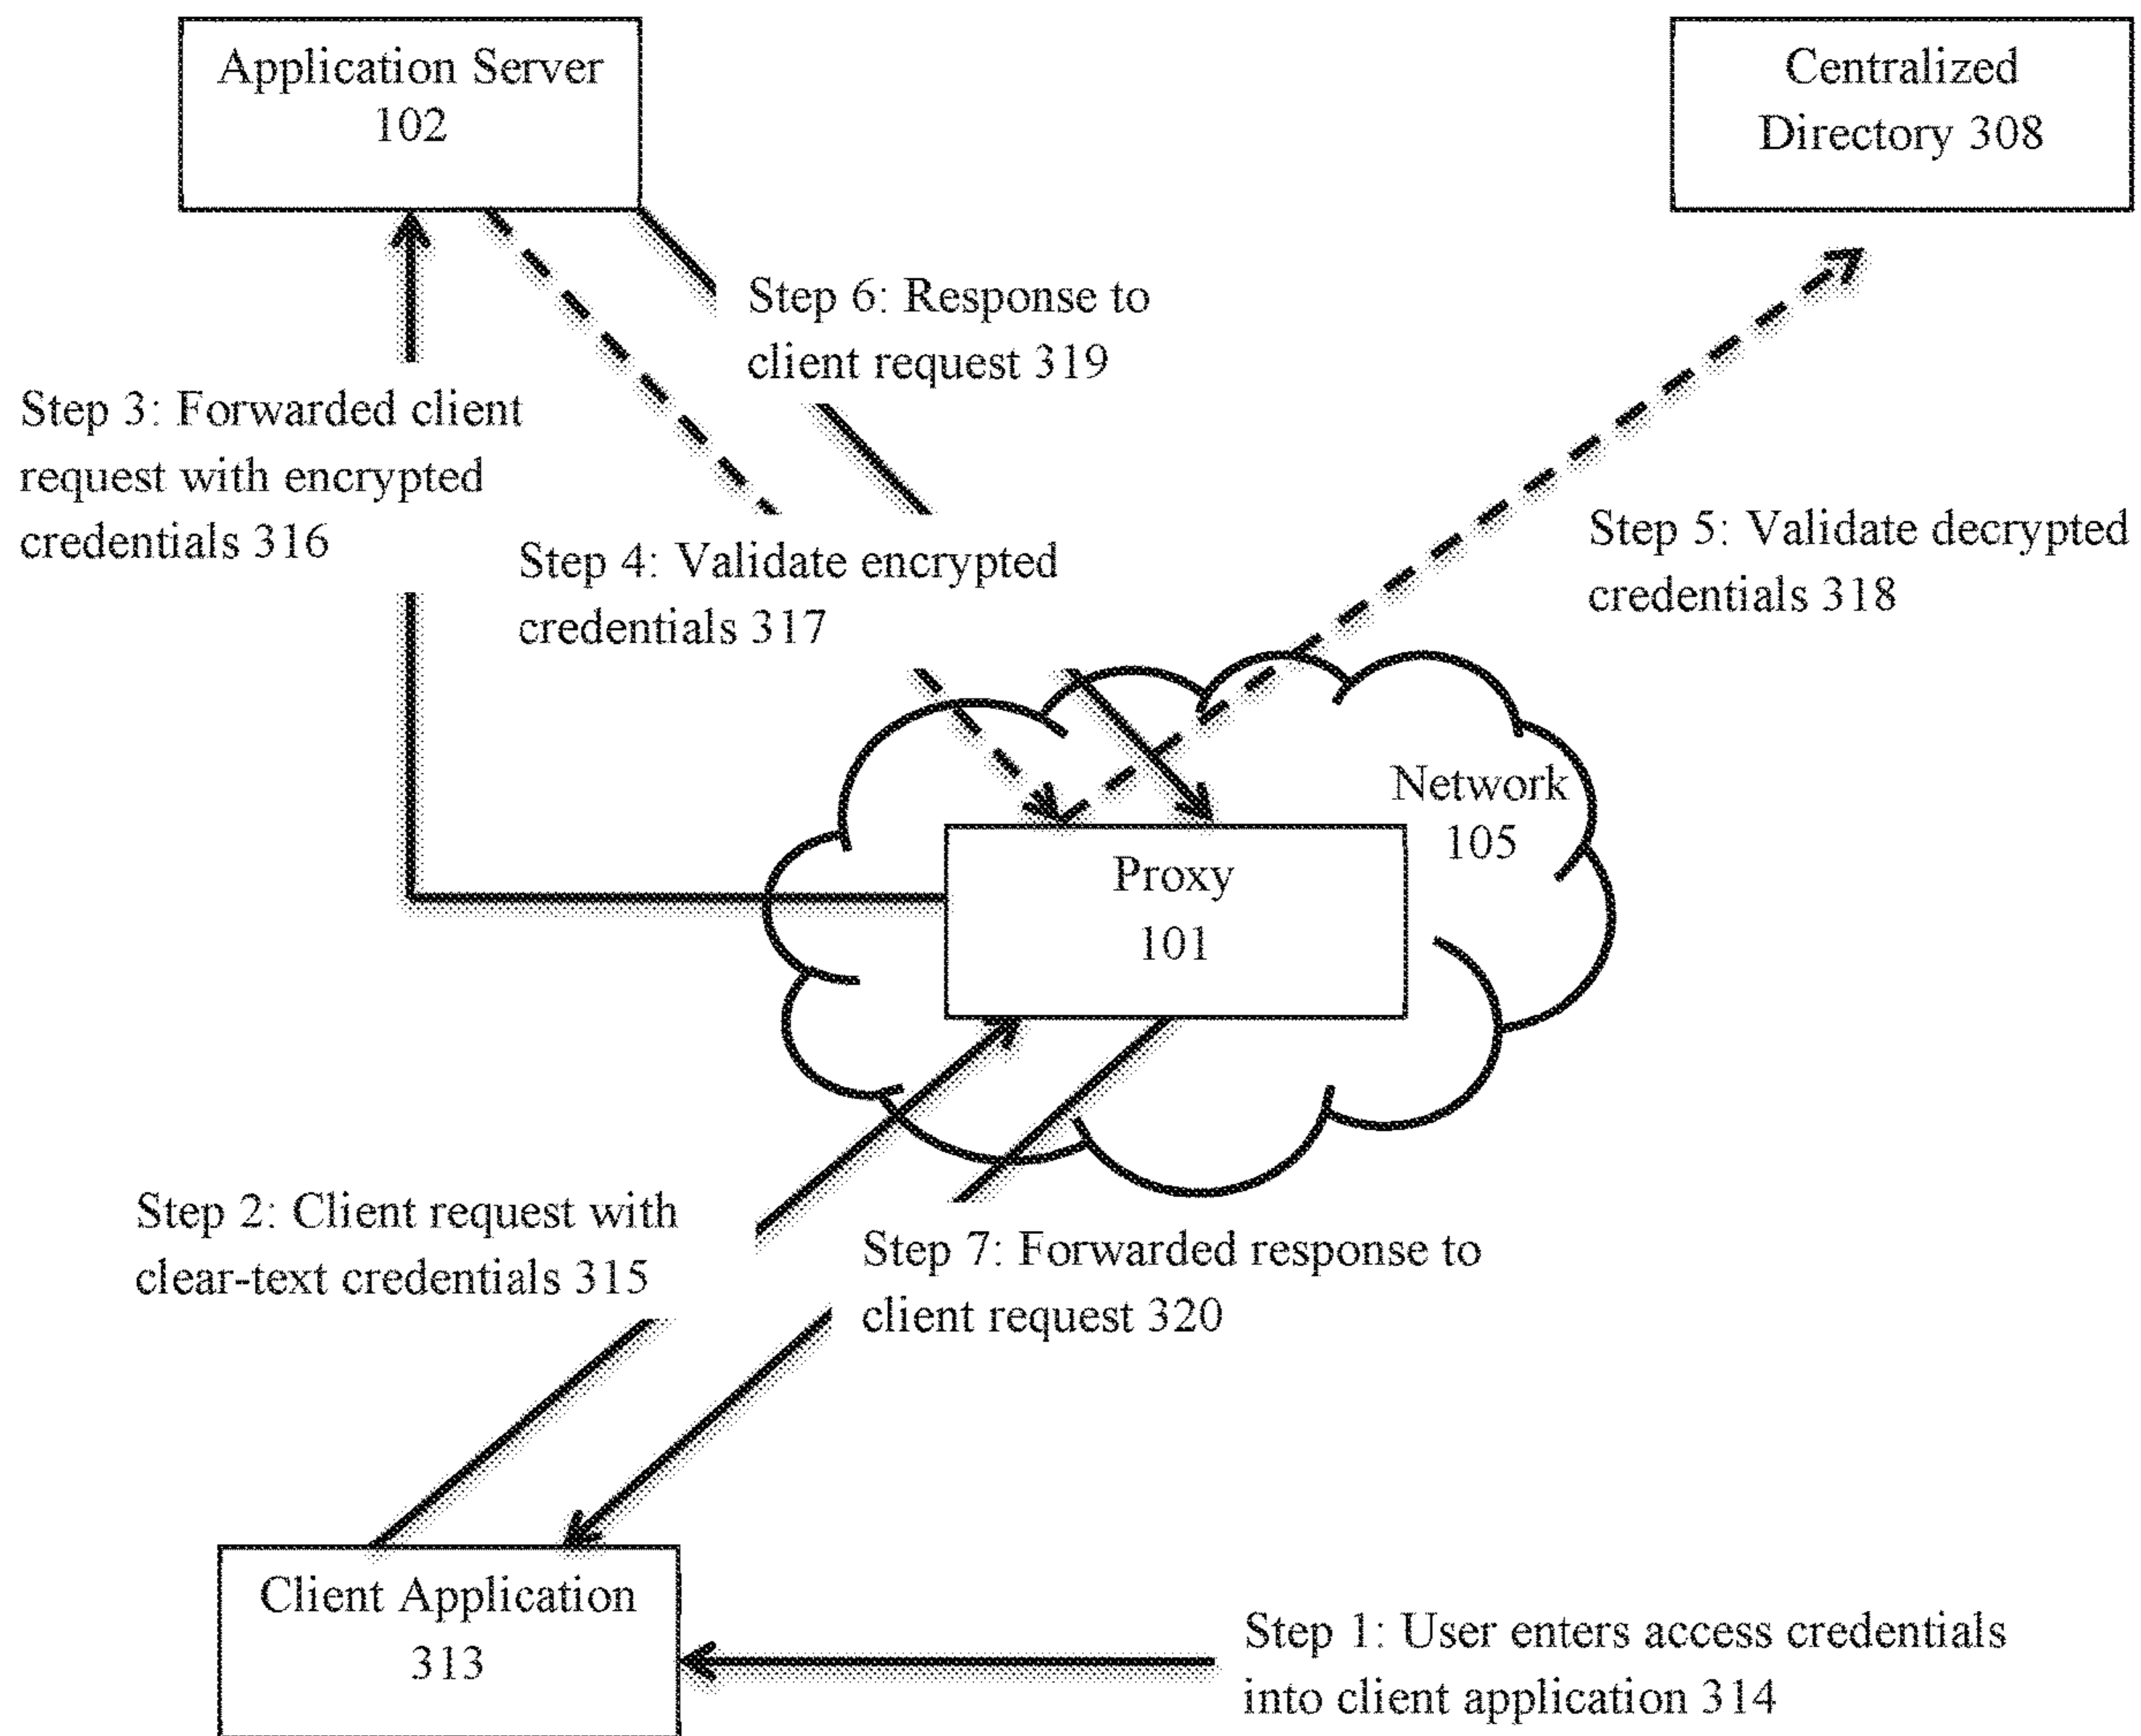 Application Server
102
Centralized
Directory 308
Step 6: Response to
client request 319
Step 3: Forwarded client
request with encrypted
credentials 316
Step 4: Validate encrypted
credentials 317
Step 5: Validate decrypted
credentials 318
Network
105
Proxy
101
Step 2: Client request with
clear-text credentials 315
Step 7: Forwarded response to
client request 320
Client Application
313
Step 1: User enters access credentials
into client application 314